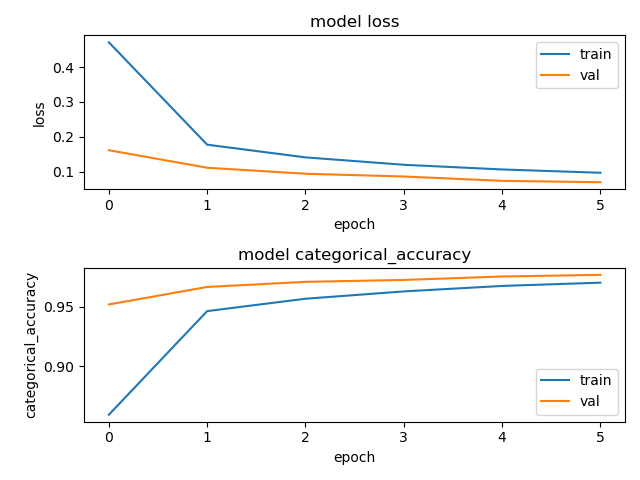 model loss
train
val
0.4
0.3
0.2
0.1
loss
0 1 2 3 4 5
epoch
model categorical_accuracy
0.95
0.90
categorical_accuracy
train
val
0 1 2 3 4 5
epoch